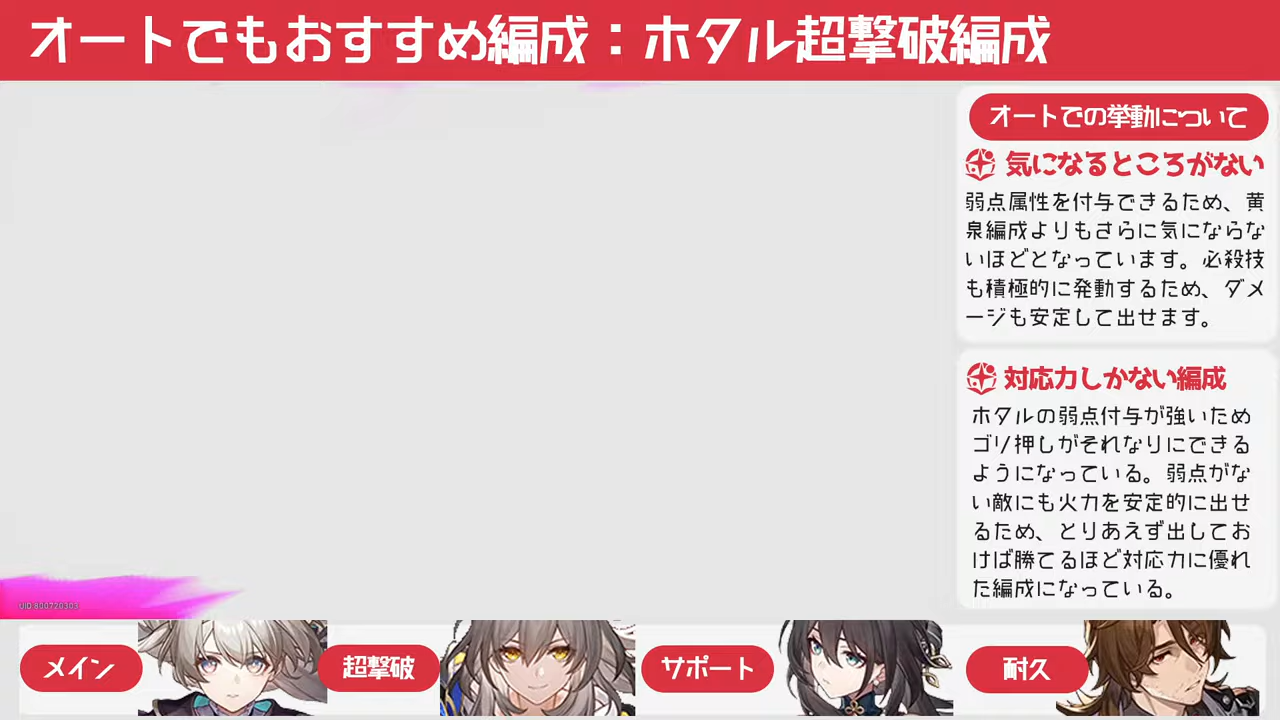 オートでもおすすめ編成：ホタル超撃破編成
オートでの挙動について
気になるところがない
弱点属性を付与できるため、黄
泉編成よりもさらに気にならな
いほどとなっています。必殺技
も積極的に発動するため、ダメ
ージも安定して出せます。
対応力しかない編成
ホタルの弱点付与が強いため
ゴリ押しがそれなりにできる
ようになっている。弱点がな
い敵にも火力を安定的に出せ
るため、とりあえず出してお
けば勝てるほど対応力に優れ
た編成になっている。
UID:800720303
メイン
超撃破
サポート
耐久